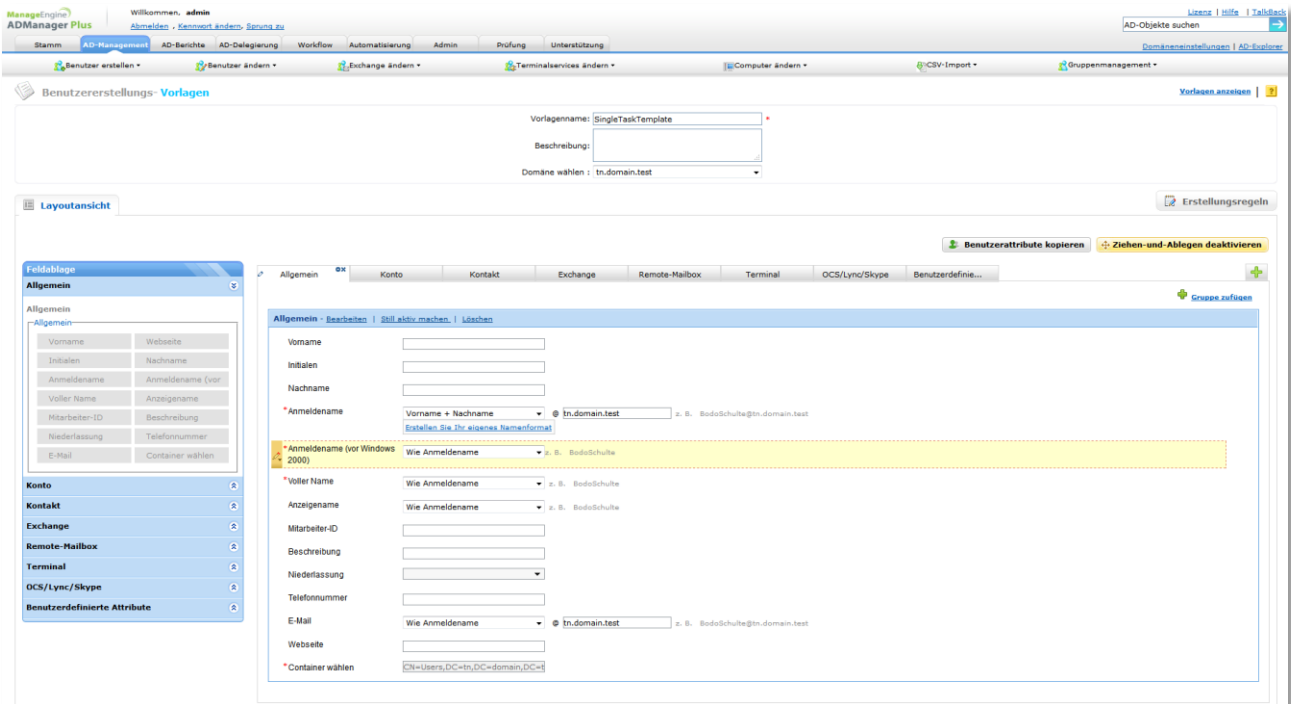 ManageEngine
ADManager Plus
Willkommen, admin
Abmelden , Kennwort ändern, Sprung zu
Lizenz | Hilfe | TalkBack
AD-Objekte suchen
Stamm AD-Management AD-Berichte AD-Delegierung Workflow Automatisierung Admin Prüfung Unterstützung
Domäneneinstellungen | AD-Explorer
Benutzer erstellen Benutzer ändern Exchange ändern Terminalservices ändern Computer ändern CSV-Import Gruppenmanagement
Benutzererstellungs- Vorlagen
Vorlagen anzeigen | ?
Vorlagenname: SingleTaskTemplate *
Beschreibung:
Domäne wählen : tn.domain.test
Layoutansicht
Erstellungsregeln
Benutzerattribute kopieren Ziehen-und-Ablegen deaktivieren
Feldablage
Allgemein
Allgemein
Allgemein
Vorname Webseite
Initialen Nachname
Anmeldename Anmeldename (vor
Voller Name Anzeigename
Mitarbeiter-ID Beschreibung
Niederlassung Telefonnummer
E-Mail Container wählen
Konto
Kontakt
Exchange
Remote-Mailbox
Terminal
OCS/Lync/Skype
Benutzerdefinierte Attribute
Allgemein Konto Kontakt Exchange Remote-Mailbox Terminal OCS/Lync/Skype Benutzerdefinie...
Gruppe zufügen
Allgemein - Bearbeiten | Still aktiv machen | Löschen
Vorname
Initialen
Nachname
*Anmeldename Vorname + Nachname @ tn.domain.test z. B. BodoSchulte@tn.domain.test
Erstellen Sie Ihr eigenes Namenformat
*Anmeldename (vor Windows
2000) Wie Anmeldename z. B. BodoSchulte
*Voller Name Wie Anmeldename z. B. BodoSchulte
Anzeigename Wie Anmeldename z. B. BodoSchulte
Mitarbeiter-ID
Beschreibung
Niederlassung
Telefonnummer
E-Mail Wie Anmeldename @ tn.domain.test z. B. BodoSchulte@tn.domain.test
Webseite
*Container wählen CN=Users,DC=tn,DC=domain,DC=t